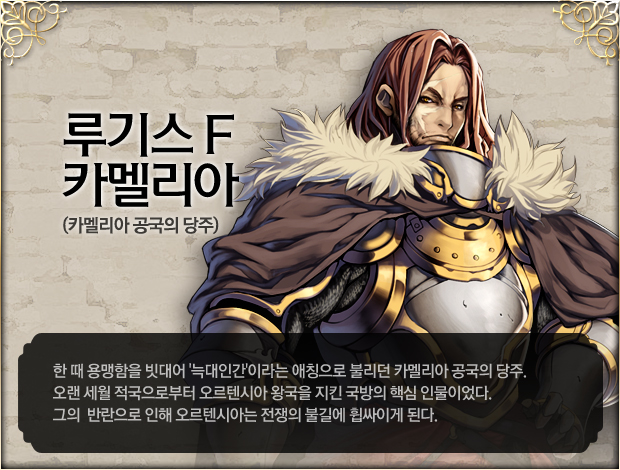 루기스 F
카멜리아
(카멜리아 공국의 당주)
한 때 용맹함을 빗대어 '늑대인간'이라는 애칭으로 불리던 카멜리아 공국의 당주.
오랜 세월 적국으로부터 오르텐시아 왕국을 지킨 국방의 핵심 인물이었다.
그의 반란으로 인해 오르텐시아는 전쟁의 불길에 휩싸이게 된다.